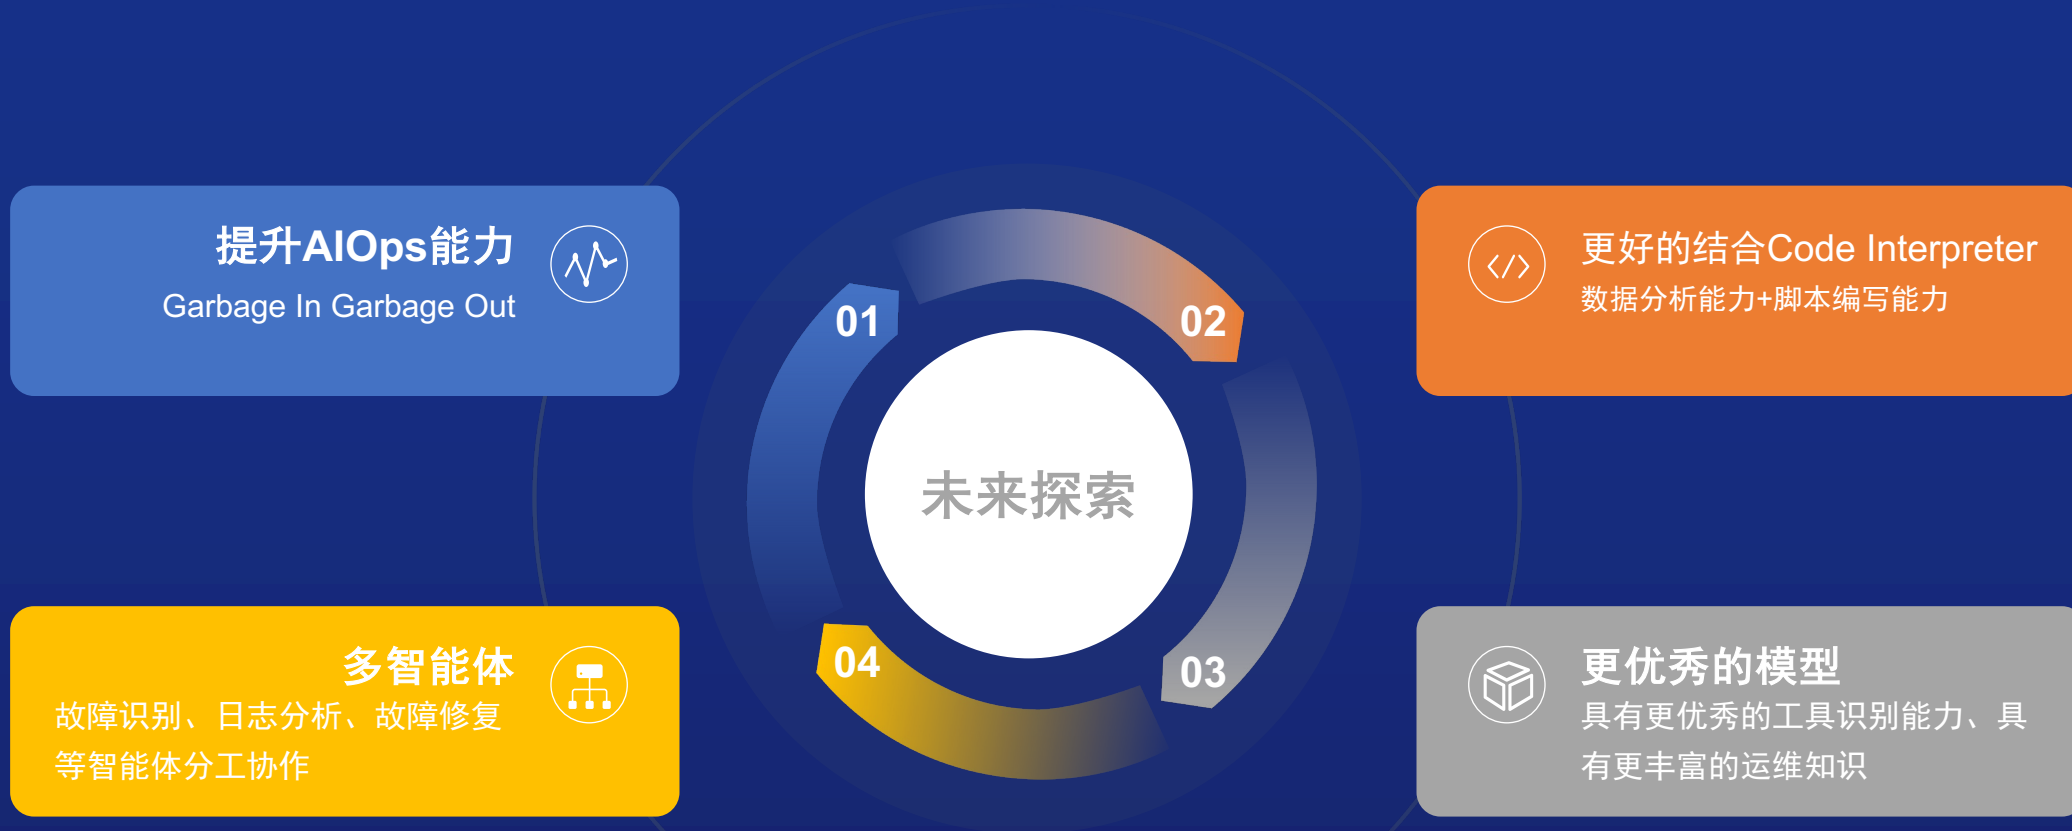 提升AIOps能力
Garbage In Garbage Out
01
02
更好的结合Code Interpreter
数据分析能力+脚本编写能力
未来探索
多智能体
故障识别、日志分析、故障修复
等智能体分工协作
04
03
更优秀的模型
具有更优秀的工具识别能力、具
有更丰富的运维知识